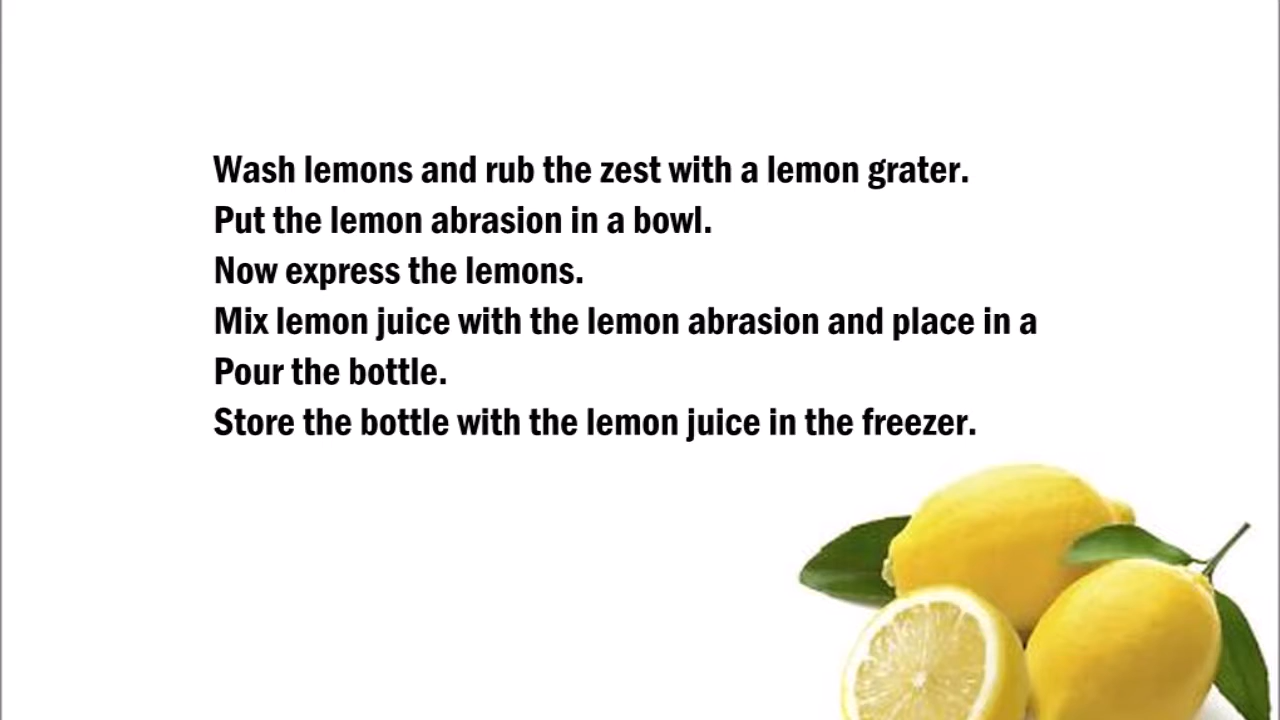 Wash lemons and rub the zest with a lemon grater.
Put the lemon abrasion in a bowl.
Now express the lemons.
Mix lemon juice with the lemon abrasion and place in a
Pour the bottle.
Store the bottle with the lemon juice in the freezer.